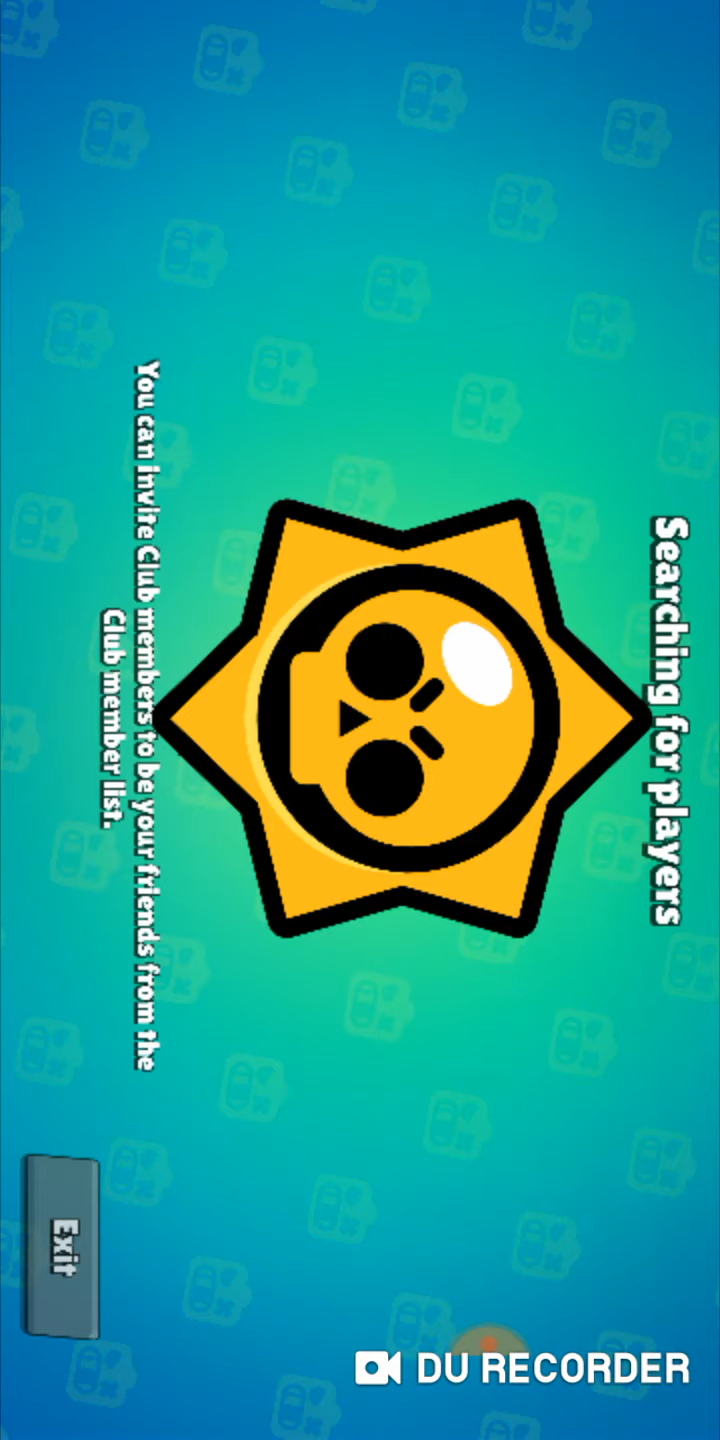 Searching for players
You can invite Club members to be your friends from the
Club member list.
Exit
DU RECORDER